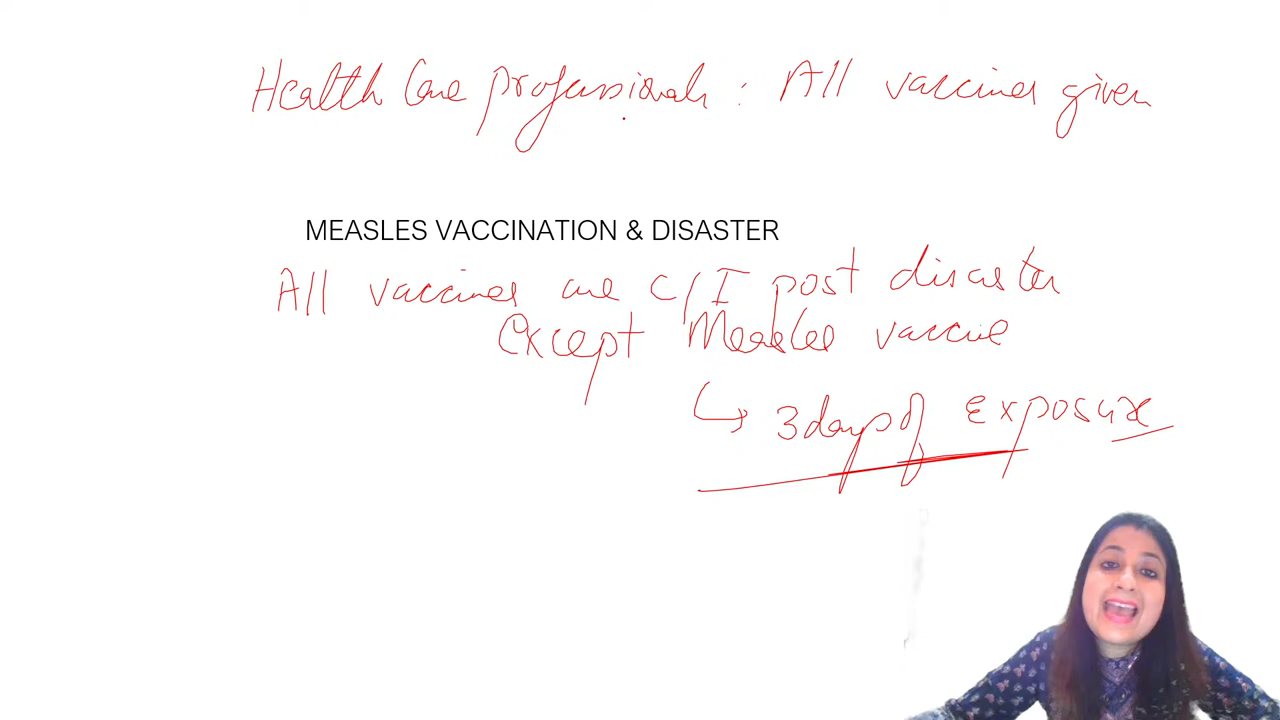 Health Care professionals : All vaccines given
MEASLES VACCINATION & DISASTER
All vaccines are C/I post disaster
Except Measles vaccine
↳ 3 days of Exposure